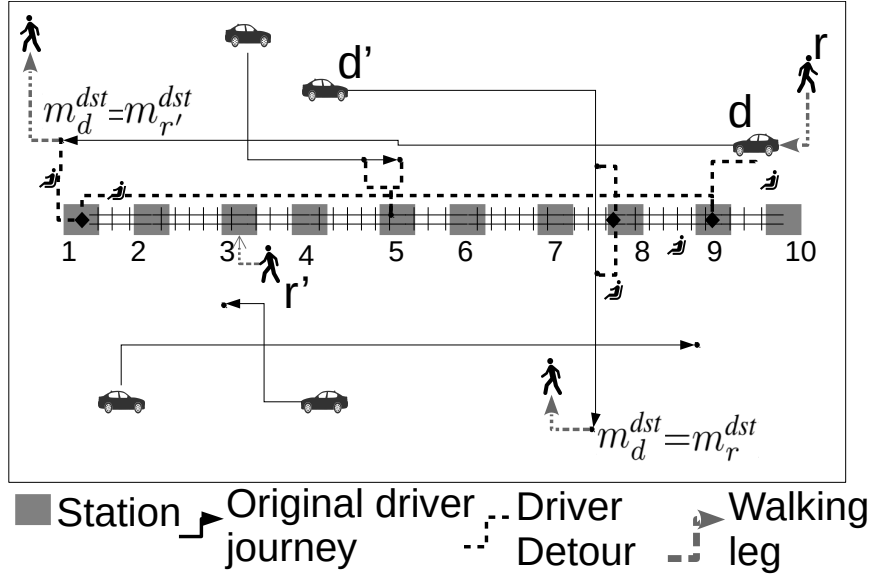 d'
r
d
m_d^{dst}=m_{r'}^{dst}
1 2 3 4 5 6 7 8 9 10
r'
m_d^{dst}=m_r^{dst}
Station
Original driver
journey
Driver
Detour
Walking
leg